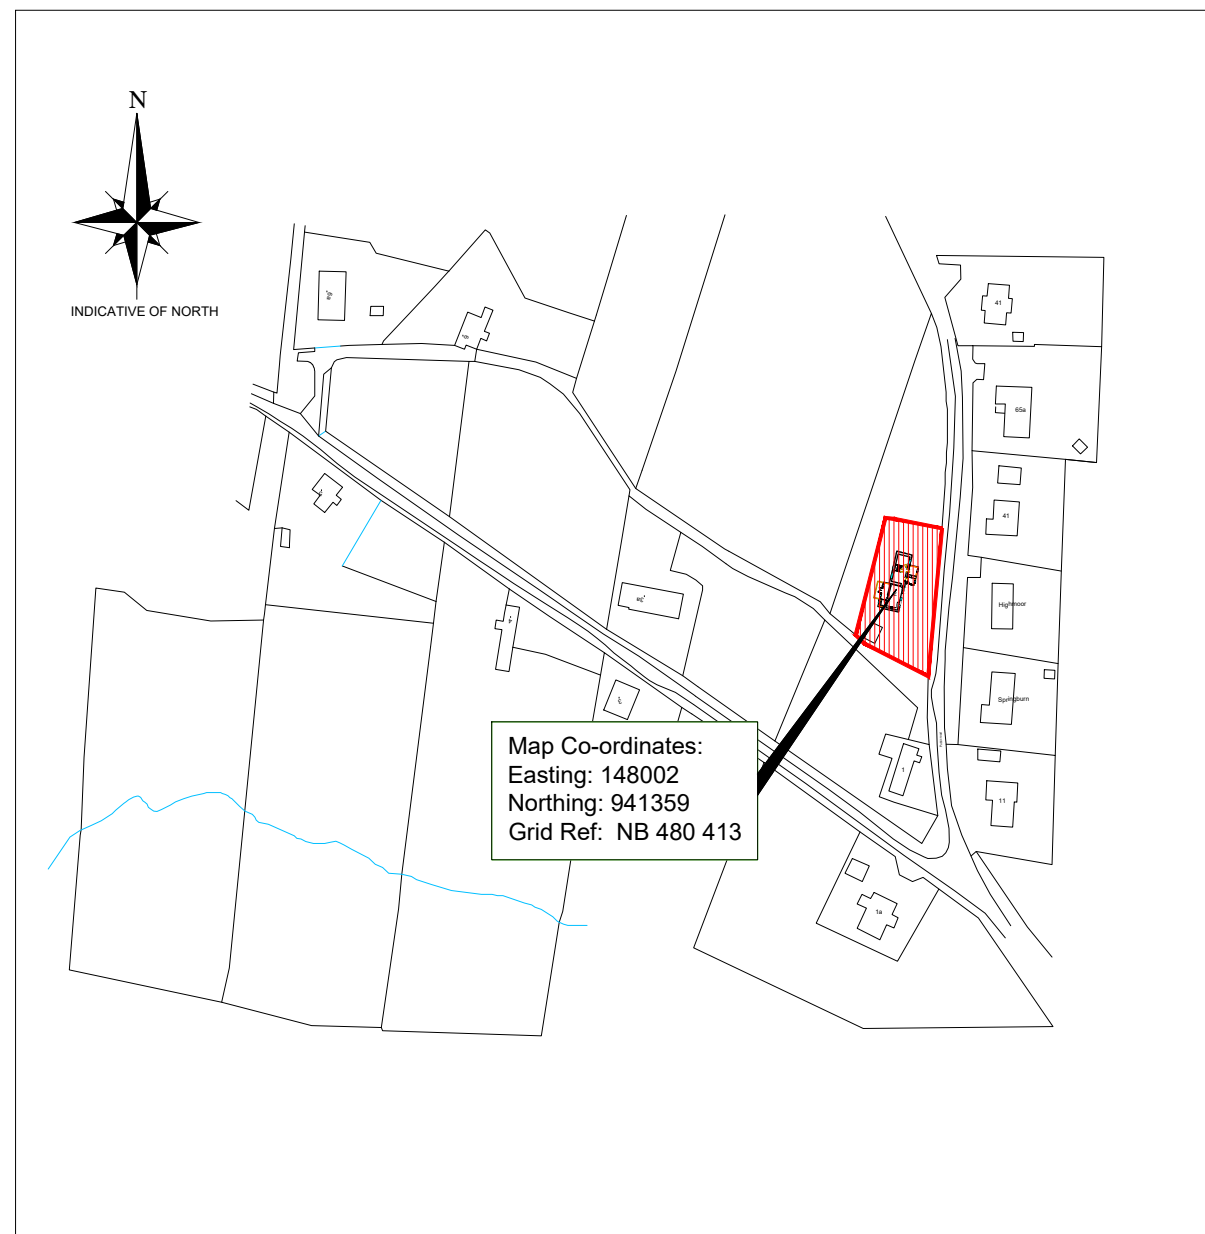 N
INDICATIVE OF NORTH
41
65a
41
Highmoor
Springburn
Map Co-ordinates:
Easting: 148002
Northing: 941359
Grid Ref: NB 480 413
1
11
1a